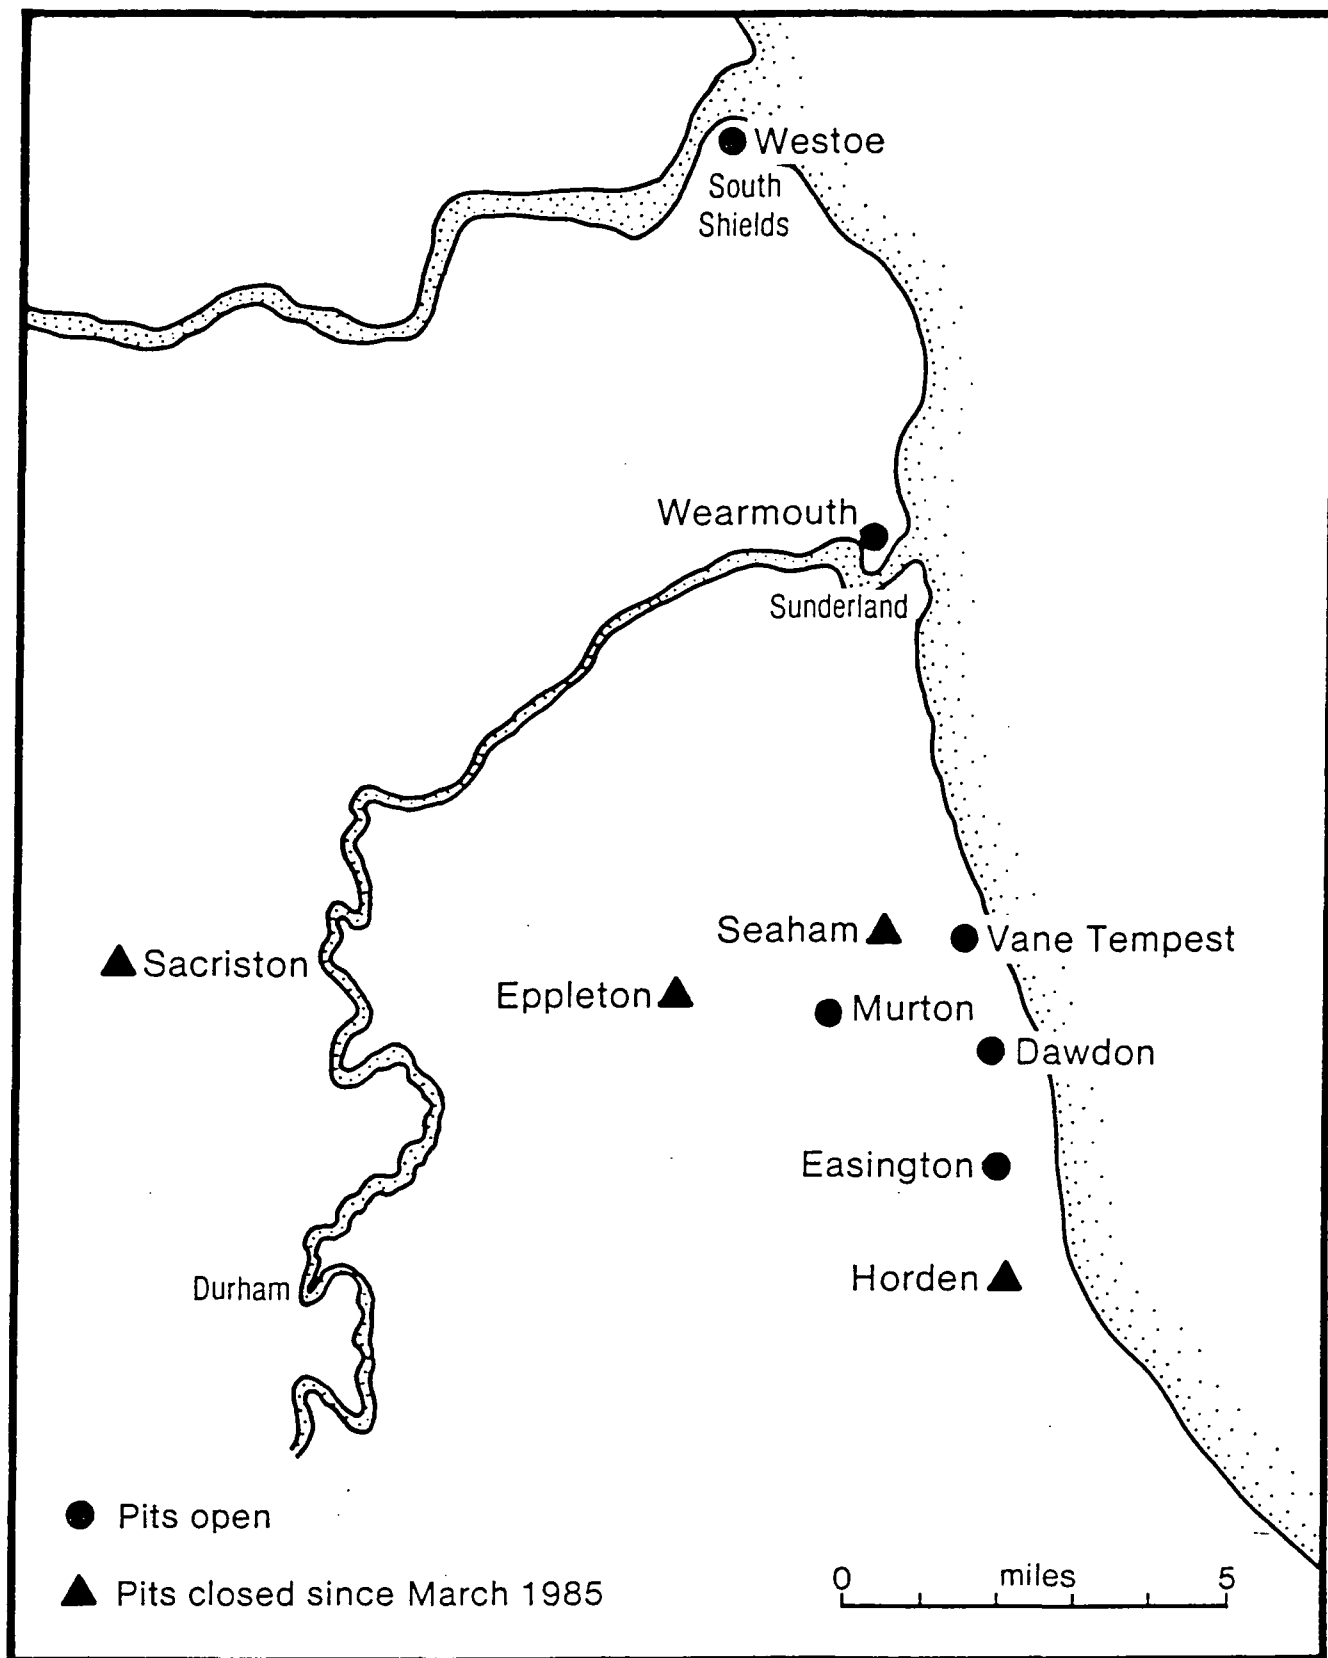 Westoe
South
Shields
Wearmouth
Sunderland
Seaham
Vane Tempest
Sacriston
Eppleton
Murton
Dawdon
Easington
Horden
Durham
Pits open
Pits closed since March 1985
0 miles 5